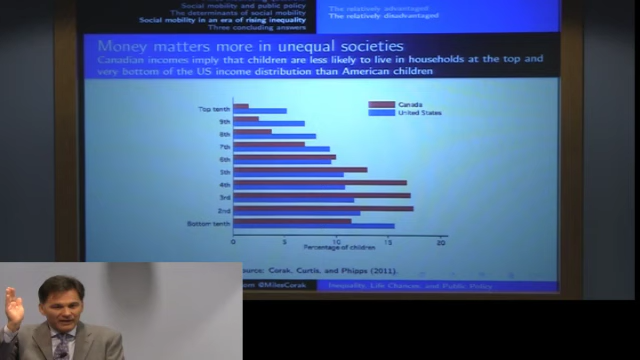 Social mobility and public policy
The determinants of social mobility
Social mobility in an era of rising inequality
Three concluding answers
The relatively advantaged
The relatively disadvantaged
Money matters more in unequal societies
Canadian incomes imply that children are less likely to live in households at the top and
very bottom of the US income distribution than American children
Canada
United States
Top tenth
9th
8th
7th
6th
5th
4th
3rd
2nd
Bottom tenth
0 5 10 15 20
Percentage of children
Source: Corak, Curtis, and Phipps (2011).
@MilesCorak
Inequality, Life Chances, and Public Policy